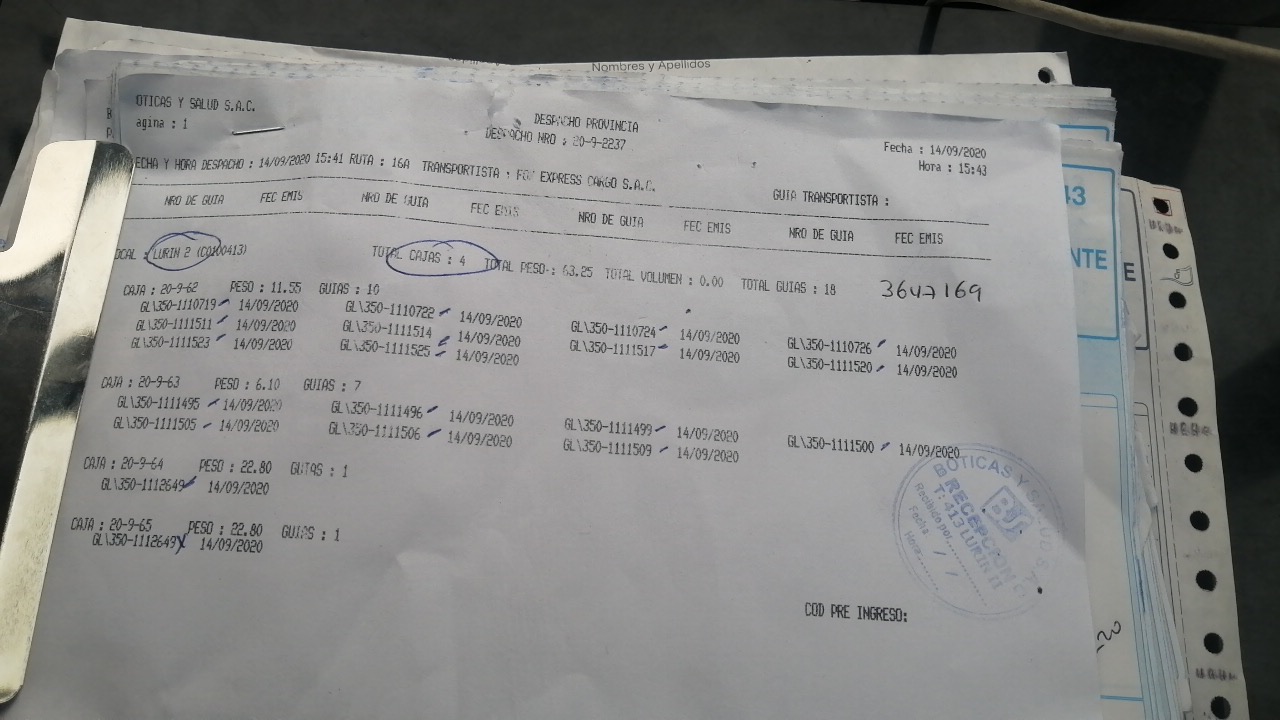 Nombres y Apellidos
OTICAS Y SALUD S.A.C.
agina : 1
DESPACHO PROVINCIA
DESPACHO NRO : 20-9-2237
Fecha : 14/09/2020
Hora : 15:43
ECHA Y HORA DESPACHO : 14/09/2020 15:41 RUTA : 16A TRANSPORTISTA : EXPRESS CARGO S.A.C.
GUIA TRANSPORTISTA :
NRO DE GUIA FEC EMIS NRO DE GUIA FEC EMIS NRO DE GUIA FEC EMIS NRO DE GUIA FEC EMIS
OCAL : LURIN 2 (C0100413) TOTAL CAJAS : 4 TOTAL PESO : 63.25 TOTAL VOLUMEN : 0.00 TOTAL GUIAS : 18 3647169
CAJA : 20-9-62 PESO : 11.55 GUIAS : 10
GL\350-1110719 14/09/2020 GL\350-1110722 14/09/2020 GL\350-1110724 14/09/2020 GL\350-1110726 14/09/2020
GL\350-1111511 14/09/2020 GL\350-1111514 14/09/2020 GL\350-1111517 14/09/2020 GL\350-1111520 14/09/2020
GL\350-1111523 14/09/2020 GL\350-1111525 14/09/2020
CAJA : 20-9-63 PESO : 6.10 GUIAS : 7
GL\350-1111495 14/09/2020 GL\350-1111496 14/09/2020 GL\350-1111499 14/09/2020 GL\350-1111500 14/09/2020
GL\350-1111505 14/09/2020 GL\350-1111506 14/09/2020 GL\350-1111509 14/09/2020
CAJA : 20-9-64 PESO : 22.80 GUIAS : 1
GL\350-1112649 14/09/2020
CAJA : 20-9-65 PESO : 22.80 GUIAS : 1
GL\350-1112649 14/09/2020
BOTICAS Y SALUD S.A.C.
RECEPCION
T: 413 LURIN II
Recibido por
Fecha / /
Hora
COD PRE INGRESO:
43
NTE
E
20